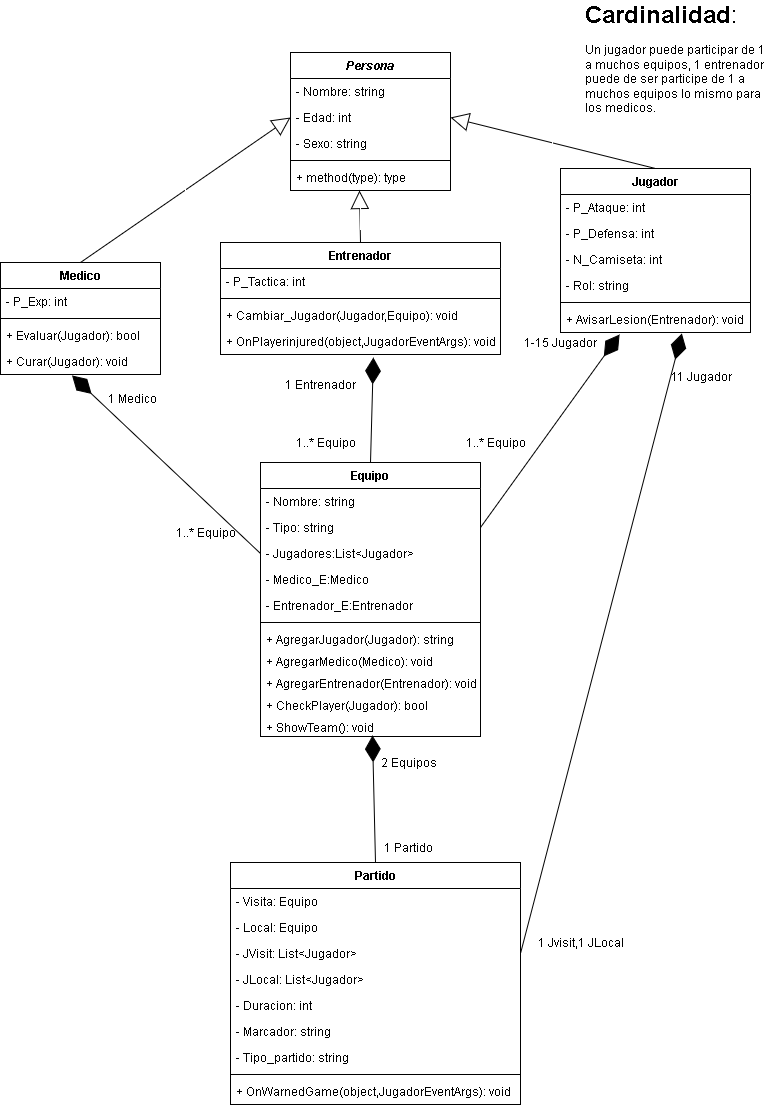 Cardinalidad:
Un jugador puede participar de 1
a muchos equipos, 1 entrenador
puede de ser participe de 1 a
muchos equipos lo mismo para
los medicos.
Persona
- Nombre: string
- Edad: int
- Sexo: string
+ method(type): type
Jugador
- P_Ataque: int
- P_Defensa: int
- N_Camiseta: int
- Rol: string
+ AvisarLesion(Entrenador): void
Entrenador
- P_Tactica: int
+ Cambiar_Jugador(Jugador,Equipo): void
+ OnPlayerinjured(object,JugadorEventArgs): void
Medico
- P_Exp: int
+ Evaluar(Jugador): bool
+ Curar(Jugador): void
1-15 Jugador
11 Jugador
1 Entrenador
1 Medico
1..* Equipo
1..* Equipo
1..* Equipo
Equipo
- Nombre: string
- Tipo: string
- Jugadores:List<Jugador>
- Medico_E:Medico
- Entrenador_E:Entrenador
+ AgregarJugador(Jugador): string
+ AgregarMedico(Medico): void
+ AgregarEntrenador(Entrenador): void
+ CheckPlayer(Jugador): bool
+ ShowTeam(): void
2 Equipos
1 Partido
Partido
- Visita: Equipo
- Local: Equipo
- JVisit: List<Jugador>
- JLocal: List<Jugador>
- Duracion: int
- Marcador: string
- Tipo_partido: string
+ OnWarnedGame(object,JugadorEventArgs): void
1 Jvisit,1 JLocal